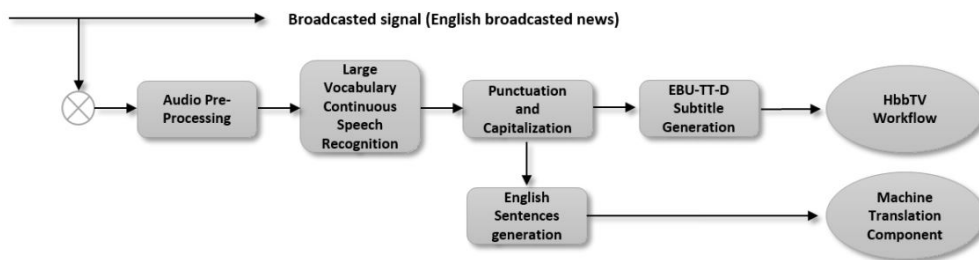 Broadcasted signal (English broadcasted news)
Audio Pre-
Processing
Large
Vocabulary
Continuous
Speech
Recognition
Punctuation
and
Capitalization
EBU-TT-D
Subtitle
Generation
HbbTV
Workflow
English
Sentences
generation
Machine
Translation
Component